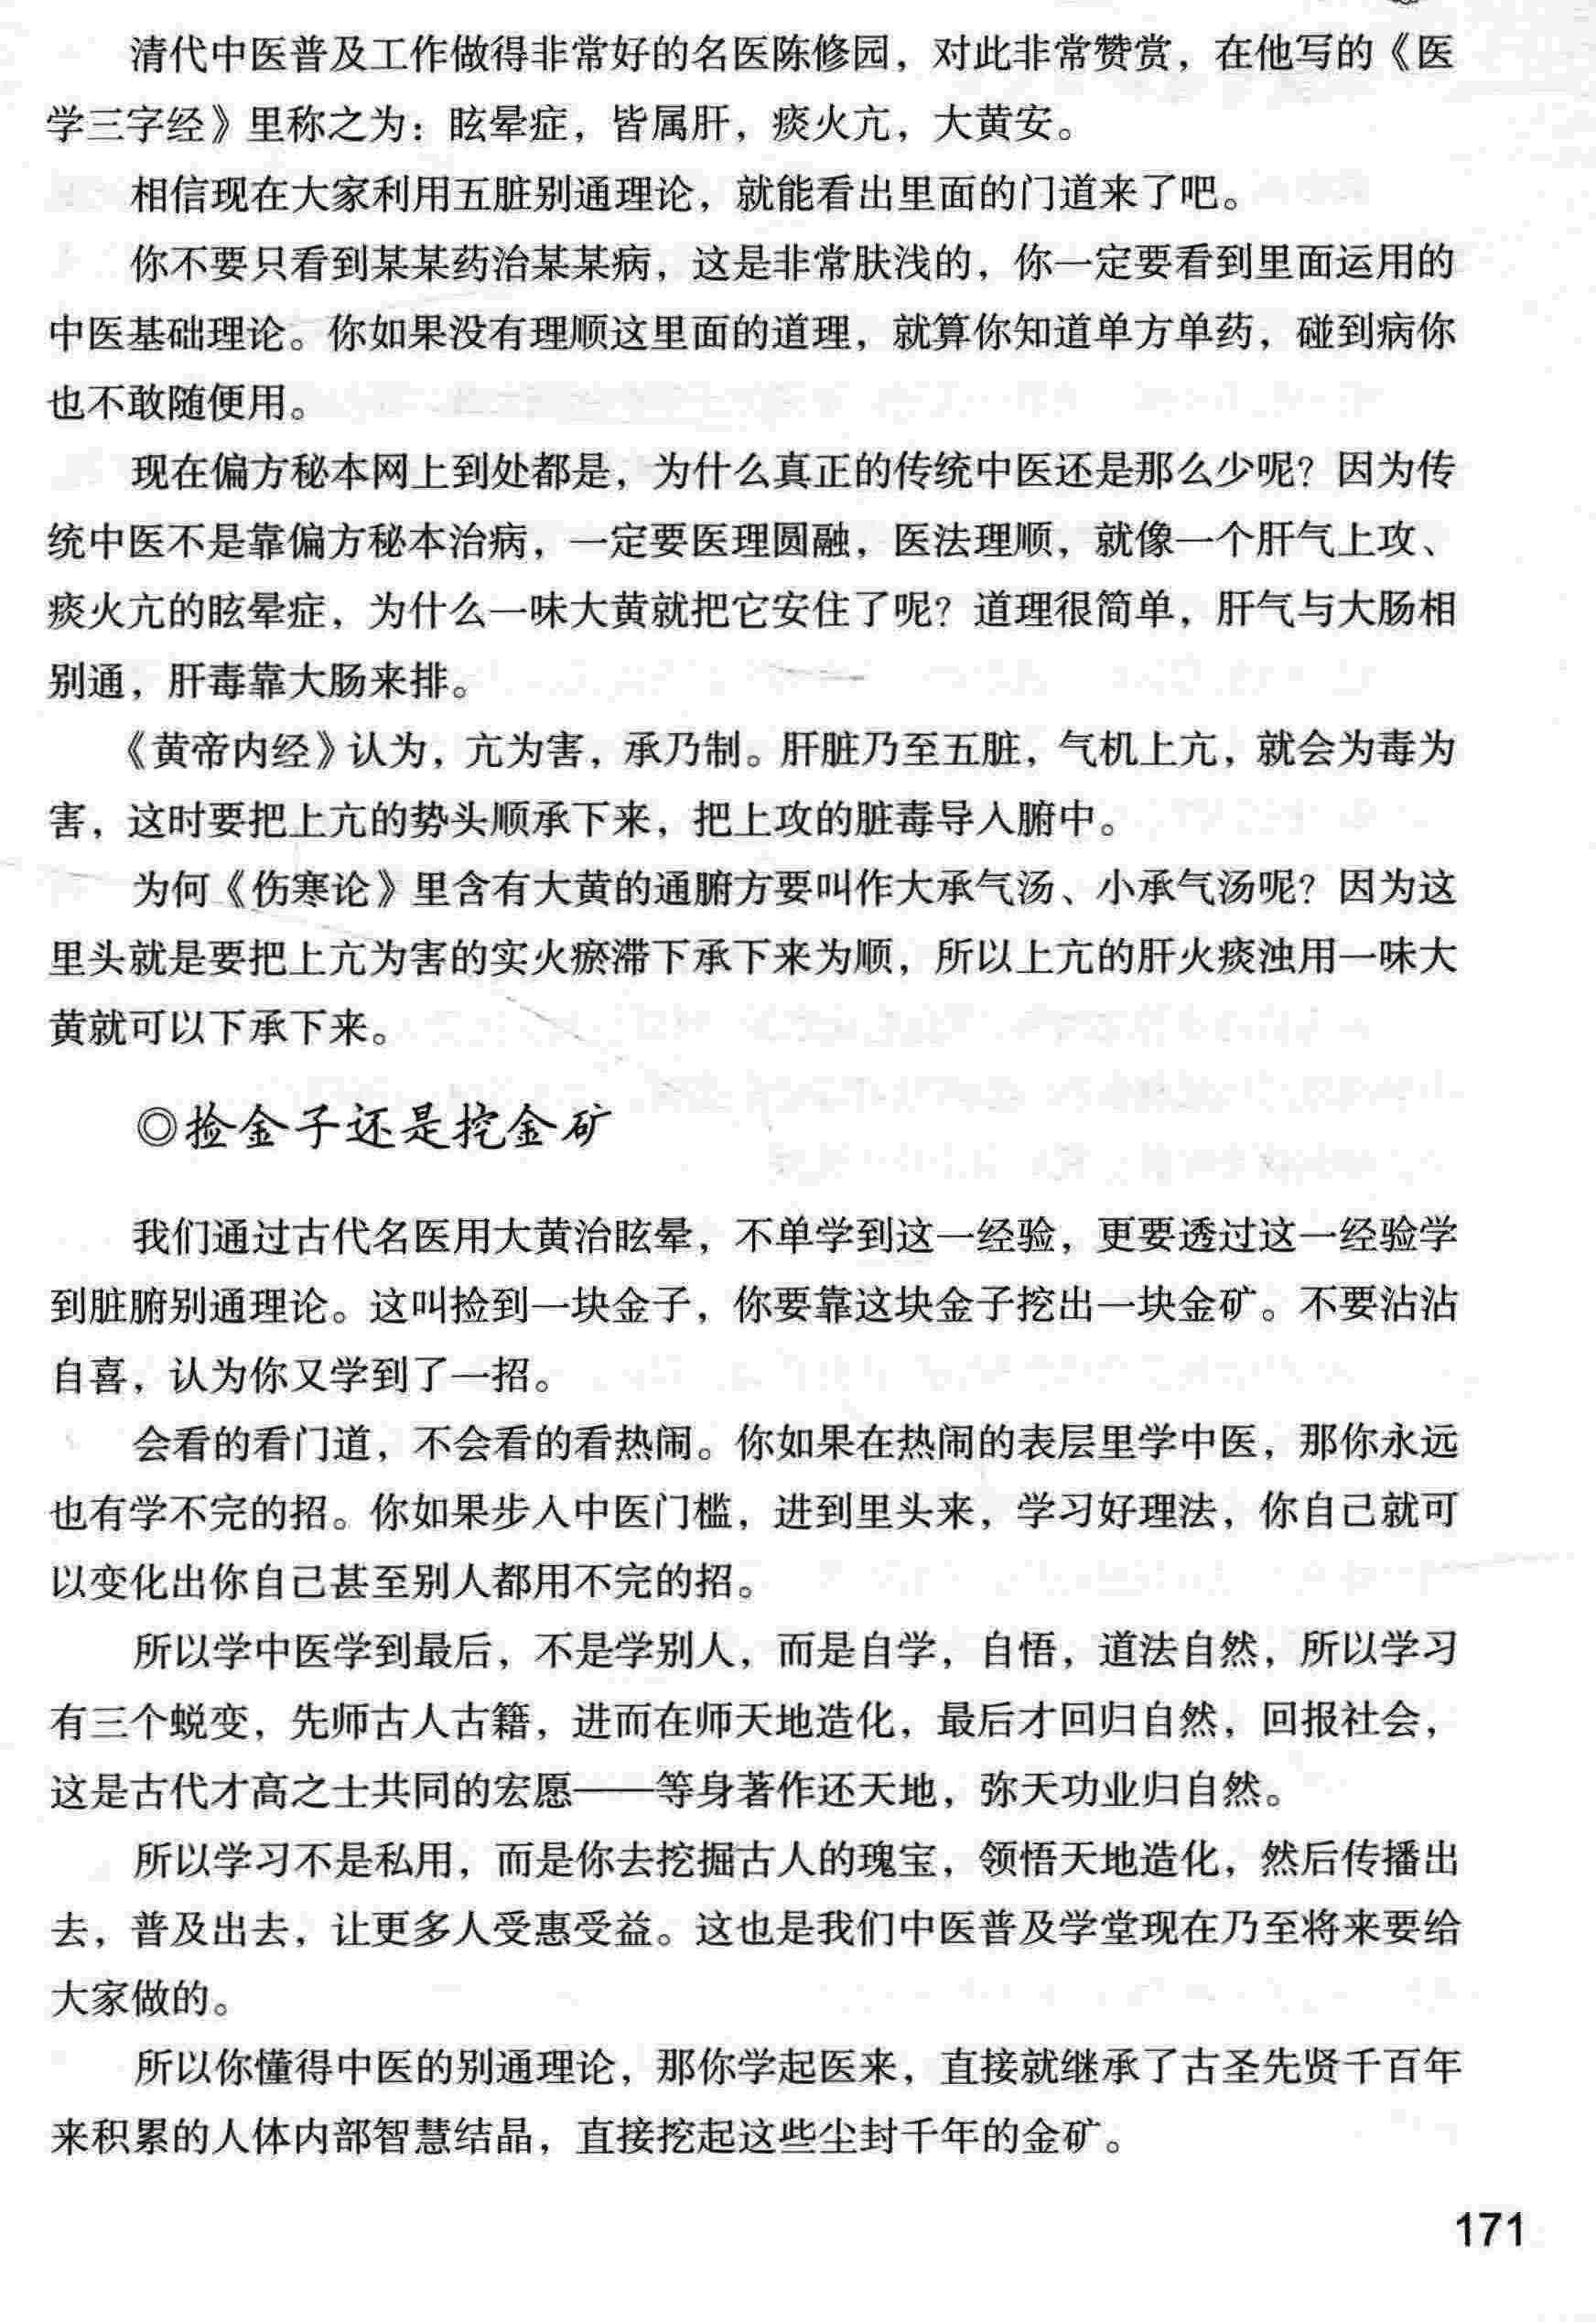 清代中医普及工作做得非常好的名医陈修园，对此非常赞赏，在他写的《医
学三字经》里称之为：眩晕症，皆属肝，痰火亢，大黄安。
相信现在大家利用五脏别通理论，就能看出里面的门道来了吧。
你不要只看到某某药治某某病，这是非常肤浅的，你一定要看到里面运用的
中医基础理论。你如果没有理顺这里面的道理，就算你知道单方单药，碰到病你
也不敢随便用。
现在偏方秘本网上到处都是，为什么真正的传统中医还是那么少呢？因为传
统中医不是靠偏方秘本治病，一定要医理圆融，医法理顺，就像一个肝气上攻、
痰火亢的眩晕症，为什么一味大黄就把它安住了呢？道理很简单，肝气与大肠相
别通，肝毒靠大肠来排。
《黄帝内经》认为，亢为害，承乃制。肝脏乃至五脏，气机上亢，就会为毒为
害，这时要把上亢的势头顺承下来，把上攻的脏毒导入腑中。
为何《伤寒论》里含有大黄的通腑方要叫作大承气汤、小承气汤呢？因为这
里头就是要把上亢为害的实火瘀滞下承下来为顺，所以上亢的肝火痰浊用一味大
黄就可以下承下来。
◎捡金子还是挖金矿
我们通过古代名医用大黄治眩晕，不单学到这一经验，更要透过这一经验学
到脏腑别通理论。这叫捡到一块金子，你要靠这块金子挖出一块金矿。不要沾沾
自喜，认为你又学到了一招。
会看的看门道，不会看的看热闹。你如果在热闹的表层里学中医，那你永远
也有学不完的招。你如果步入中医门槛，进到里头来，学习好理法，你自己就可
以变化出你自己甚至别人都用不完的招。
所以学中医学到最后，不是学别人，而是自学，自悟，道法自然，所以学习
有三个蜕变，先师古人古籍，进而在师天地造化，最后才回归自然，回报社会，
这是古代才高之士共同的宏愿——等身著作还天地，弥天功业归自然。
所以学习不是私用，而是你去挖掘古人的瑰宝，领悟天地造化，然后传播出
去，普及出去，让更多人受惠受益。这也是我们中医普及学堂现在乃至将来要给
大家做的。
所以你懂得中医的别通理论，那你学起医来，直接就继承了古圣先贤千百年
来积累的人体内部智慧结晶，直接挖起这些尘封千年的金矿。
171